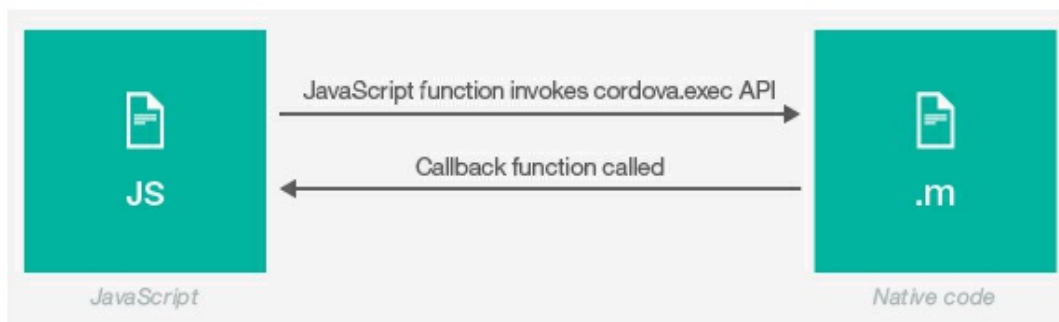 JavaScript function invokes cordova.exec API
Callback function called
JS
.m
JavaScript
Native code